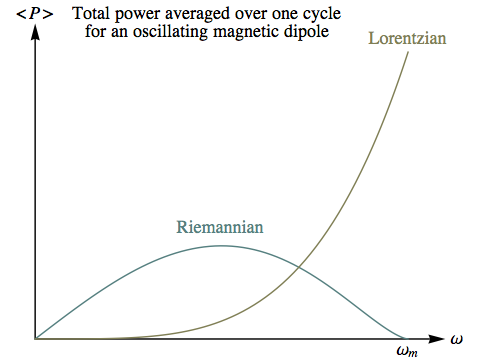 <P> Total power averaged over one cycle
for an oscillating magnetic dipole
Lorentzian
Riemannian
ω
ωm